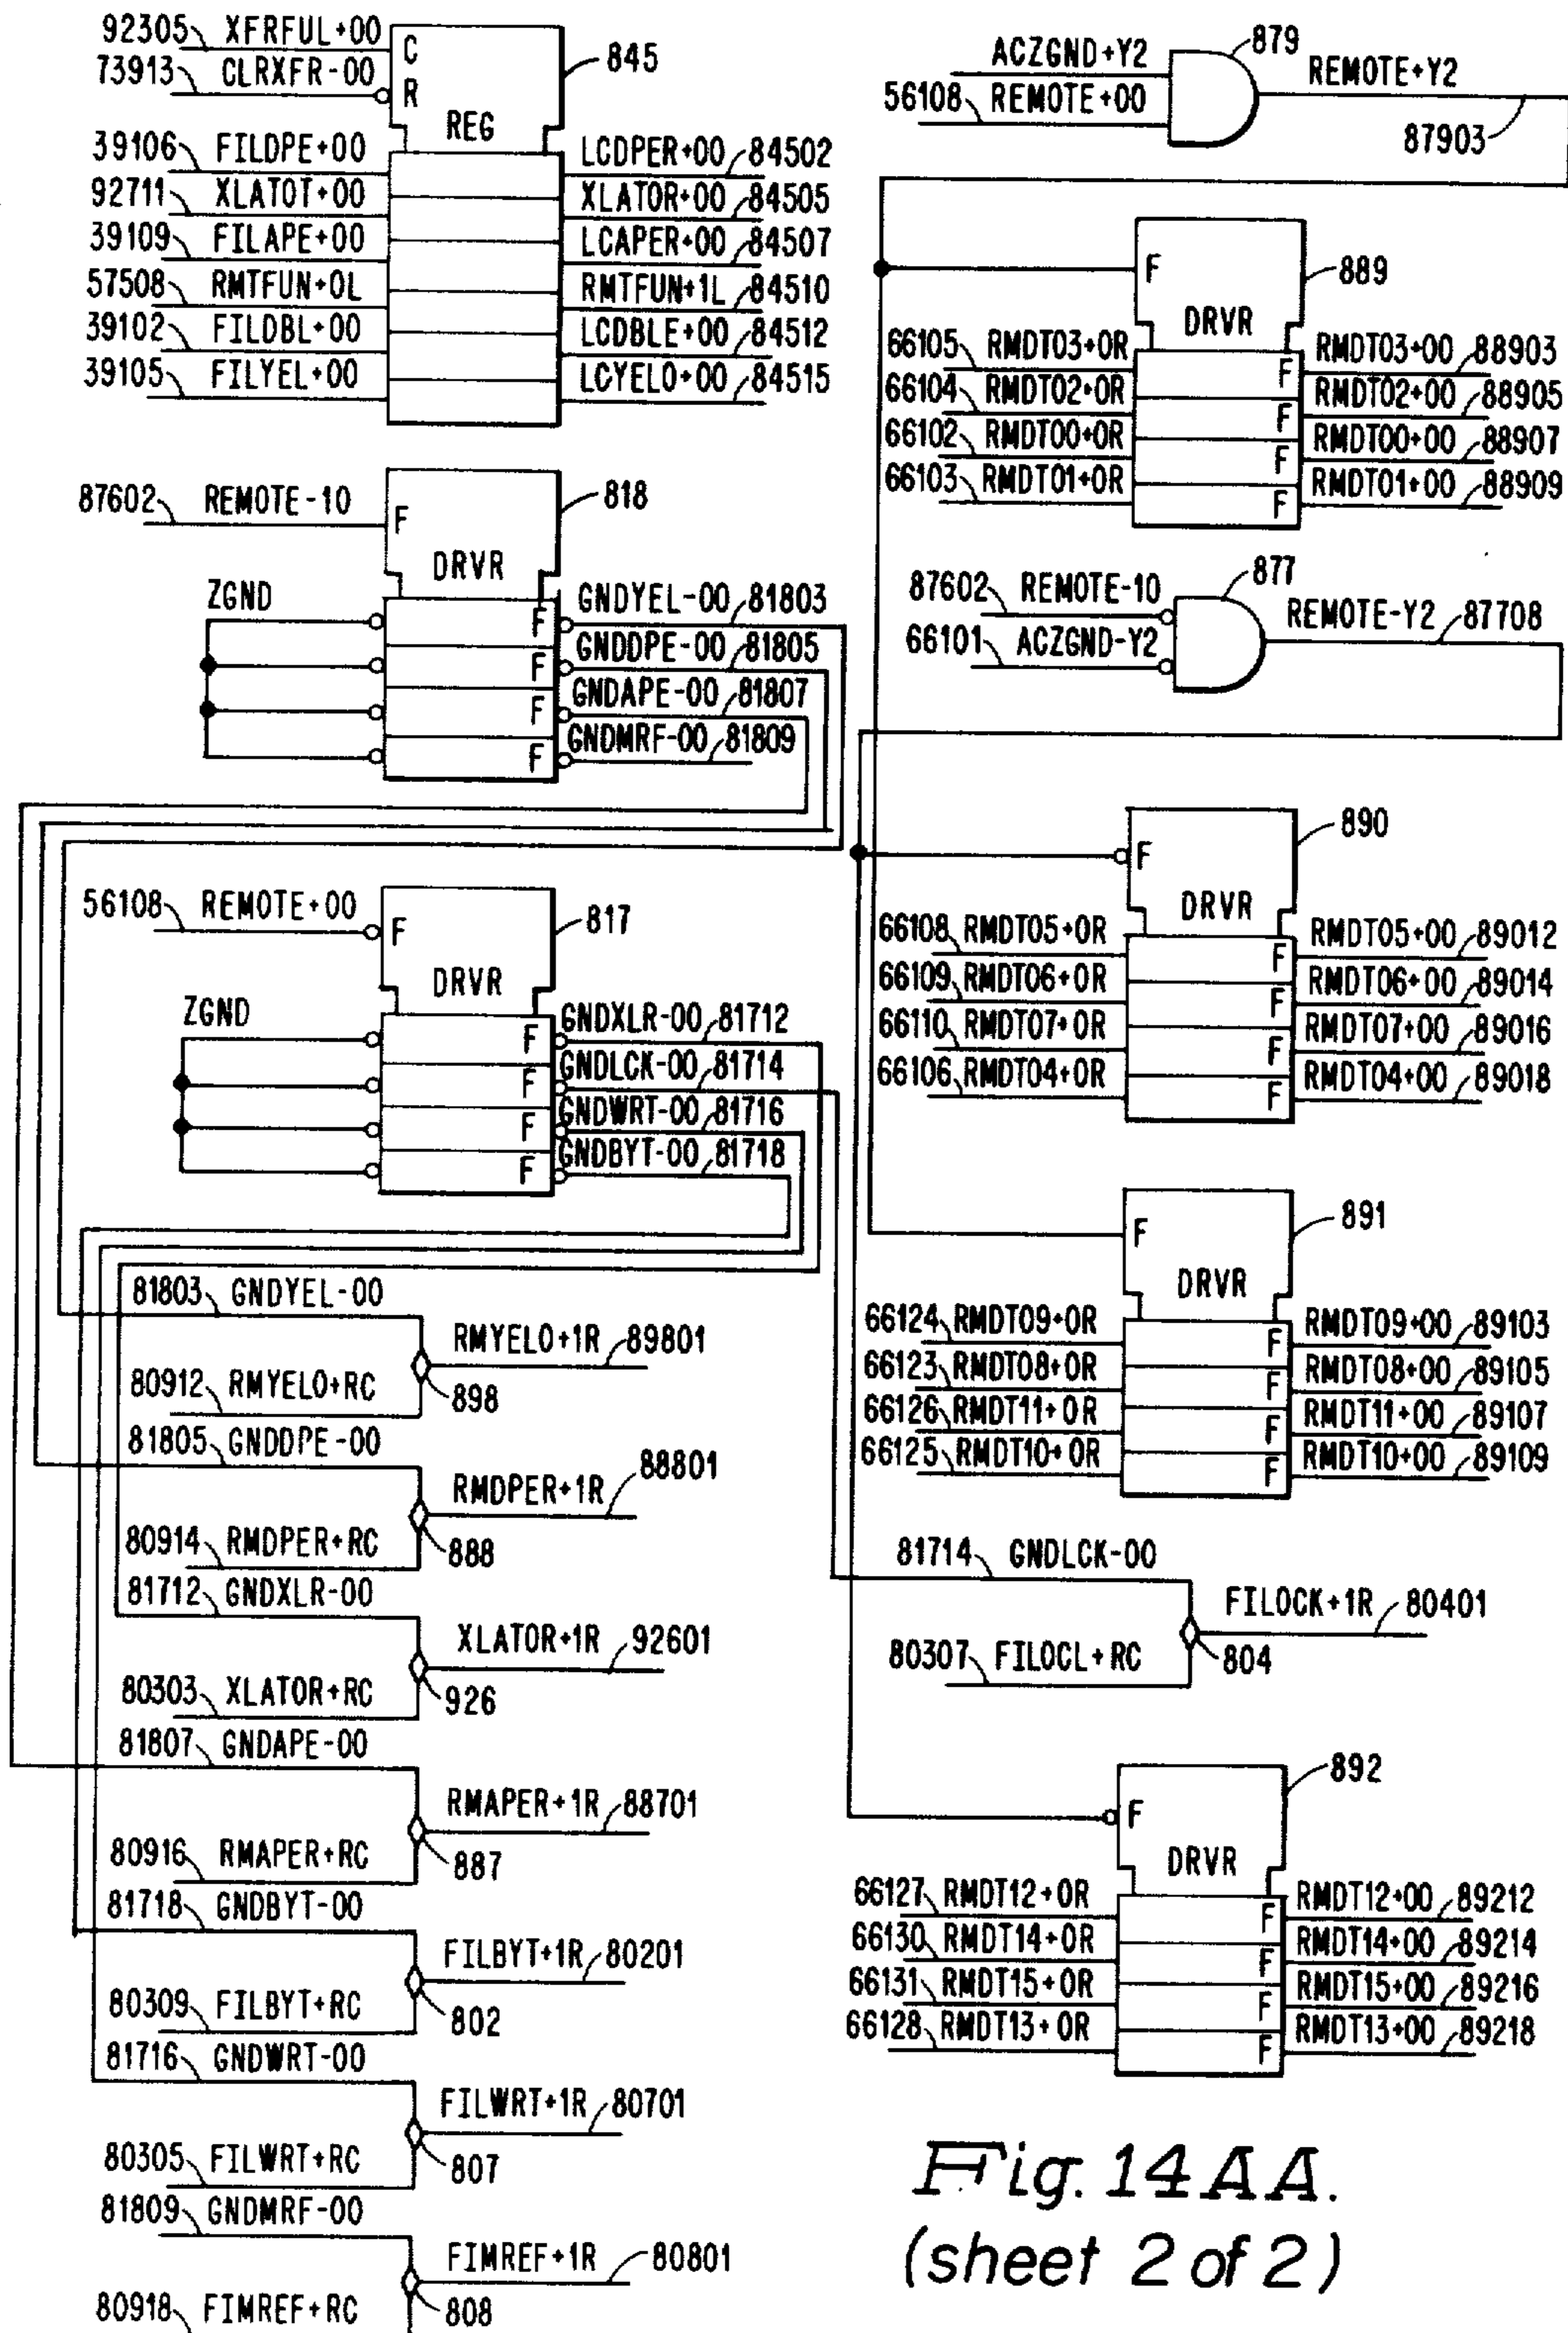 92305 XFRFUL+00
73913 CLRXFR-00
C
R
REG
845
39106 FILDPE+00
LCDPER+00 84502
92711 XLATOT+00
XLATOR+00 84505
39109 FILAPE+00
LCAPER+00 84507
57508 RMTFUN+0L
RMTFUN+1L 84510
39102 FILDBL+00
LCDBLE+00 84512
39105 FILYEL+00
LCYELO+00 84515
87602 REMOTE-10
F
DRVR
818
ZGND
F GNDYEL-00 81803
F GNDDPE-00 81805
F GNDAPE-00 81807
F GNDMRF-00 81809
56108 REMOTE+00
F
DRVR
817
ZGND
F GNDXLR-00 81712
F GNDLCK-00 81714
F GNDWRT-00 81716
F GNDBYT-00 81718
81803 GNDYEL-00
RMYELO+1R 89801
80912 RMYELO+RC
898
81805 GNDDPE-00
RMDPER+1R 88801
80914 RMDPER+RC
888
81712 GNDXLR-00
XLATOR+1R 92601
80303 XLATOR+RC
926
81807 GNDAPE-00
RMAPER+1R 88701
80916 RMAPER+RC
887
81718 GNDBYT-00
FILBYT+1R 80201
80309 FILBYT+RC
802
81716 GNDWRT-00
FILWRT+1R 80701
80305 FILWRT+RC
807
81809 GNDMRF-00
FIMREF+1R 80801
80918 FIMREF+RC
808
ACZGND+Y2
56108 REMOTE+00
879
REMOTE+Y2
87903
F
DRVR
889
66105 RMDT03+0R
F RMDT03+00 88903
66104 RMDT02+0R
F RMDT02+00 88905
66102 RMDT00+0R
F RMDT00+00 88907
66103 RMDT01+0R
F RMDT01+00 88909
87602 REMOTE-10
66101 ACZGND-Y2
877
REMOTE-Y2 87708
F
DRVR
890
66108 RMDT05+0R
F RMDT05+00 89012
66109 RMDT06+0R
F RMDT06+00 89014
66110 RMDT07+0R
F RMDT07+00 89016
66106 RMDT04+0R
F RMDT04+00 89018
F
DRVR
891
66124 RMDT09+0R
F RMDT09+00 89103
66123 RMDT08+0R
F RMDT08+00 89105
66126 RMDT11+0R
F RMDT11+00 89107
66125 RMDT10+0R
F RMDT10+00 89109
81714 GNDLCK-00
FILOCK+1R 80401
80307 FILOCL+RC
804
F
DRVR
892
66127 RMDT12+0R
F RMDT12+00 89212
66130 RMDT14+0R
F RMDT14+00 89214
66131 RMDT15+0R
F RMDT15+00 89216
66128 RMDT13+0R
F RMDT13+00 89218
Fig. 14AA.
(sheet 2 of 2)